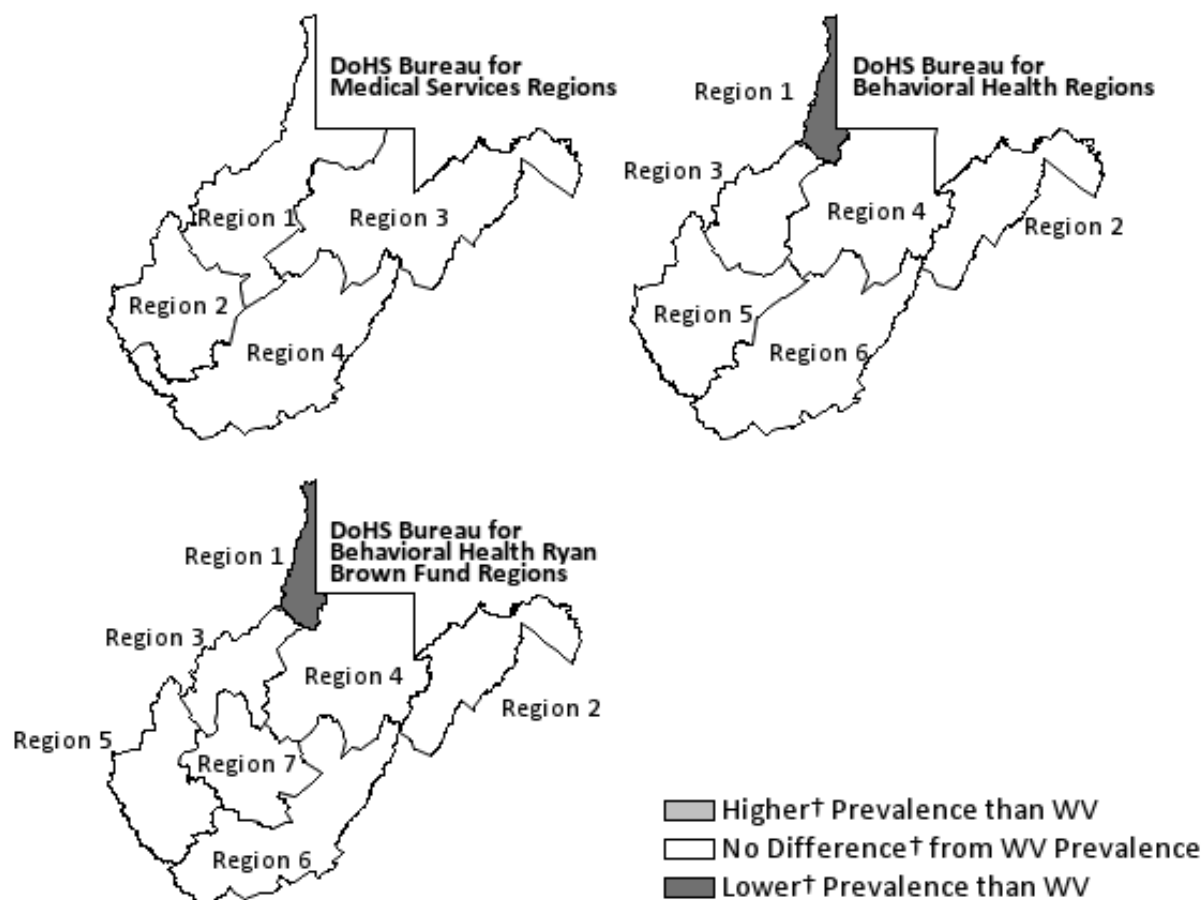 DoHS Bureau for
Medical Services Regions
Region 1
Region 3
Region 2
Region 4
DoHS Bureau for
Behavioral Health Regions
Region 1
Region 3
Region 4
Region 2
Region 5
Region 6
DoHS Bureau for
Behavioral Health Ryan
Brown Fund Regions
Region 1
Region 3
Region 4
Region 2
Region 5
Region 7
Region 6
Higher† Prevalence than WV
No Difference† from WV Prevalence
Lower† Prevalence than WV